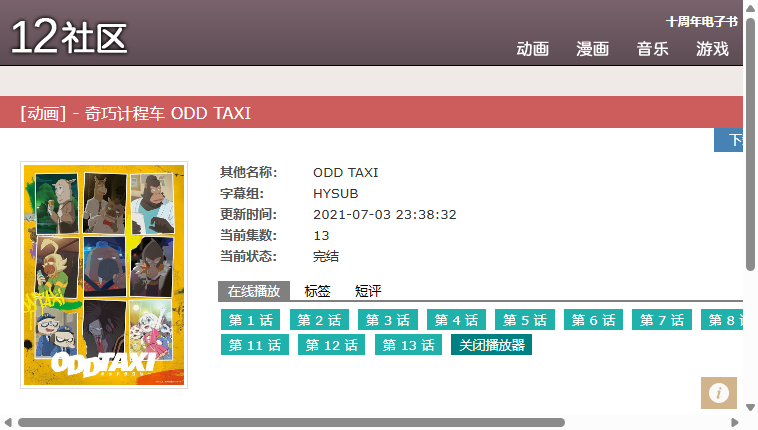 12社区
十周年电子书
动画 漫画 音乐 游戏
[动画] - 奇巧计程车 ODD TAXI
ODD TAXI
其他名称: ODD TAXI
字幕组: HYSUB
更新时间: 2021-07-03 23:38:32
当前集数: 13
当前状态: 完结
在线播放 标签 短评
第 1 话 第 2 话 第 3 话 第 4 话 第 5 话 第 6 话 第 7 话 第 8
第 11 话 第 12 话 第 13 话 关闭播放器
i